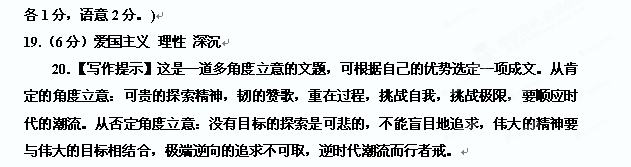 各1分，语意2分。)↵
19.（6分）爱国主义 理性 深沉↵
20.【写作提示】这是一道多角度立意的文题，可根据自己的优势选定一项成文。从肯
定的角度立意：可贵的探索精神，韧的赞歌，重在过程，挑战自我，挑战极限，要顺应时
代的潮流。从否定角度立意：没有目标的探索是可悲的，不能盲目地追求，伟大的精神要
与伟大的目标相结合，极端逆向的追求不可取，逆时代潮流而行者戒。↵